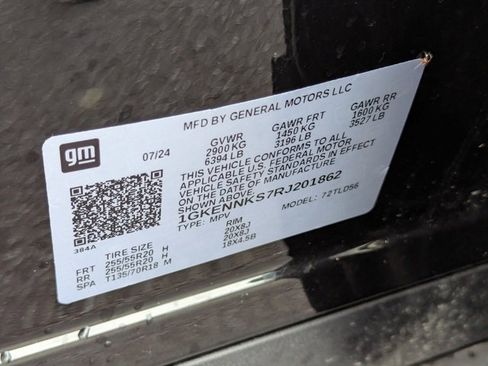 MFD BY GENERAL MOTORS LLC
gm
07/24
GVWR GAWR FRT GAWR RR
2900 KG 1450 KG 1600 KG
6394 LB 3196 LB 3527 LB
THIS VEHICLE CONFORMS TO ALL
APPLICABLE U.S. FEDERAL MOTOR
VEHICLE SAFETY STANDARDS IN EFFECT
ON THE DATE OF MANUFACTURE
SHOWN ABOVE.
1GKENNKS7RJ201862
TYPE: MPV MODEL: 72TLD56
384A
TIRE SIZE RIM
FRT 255/55R20 H 20X8J
RR 255/55R20 H 20X8J
SPA T135/70R18 M 18X4.5B